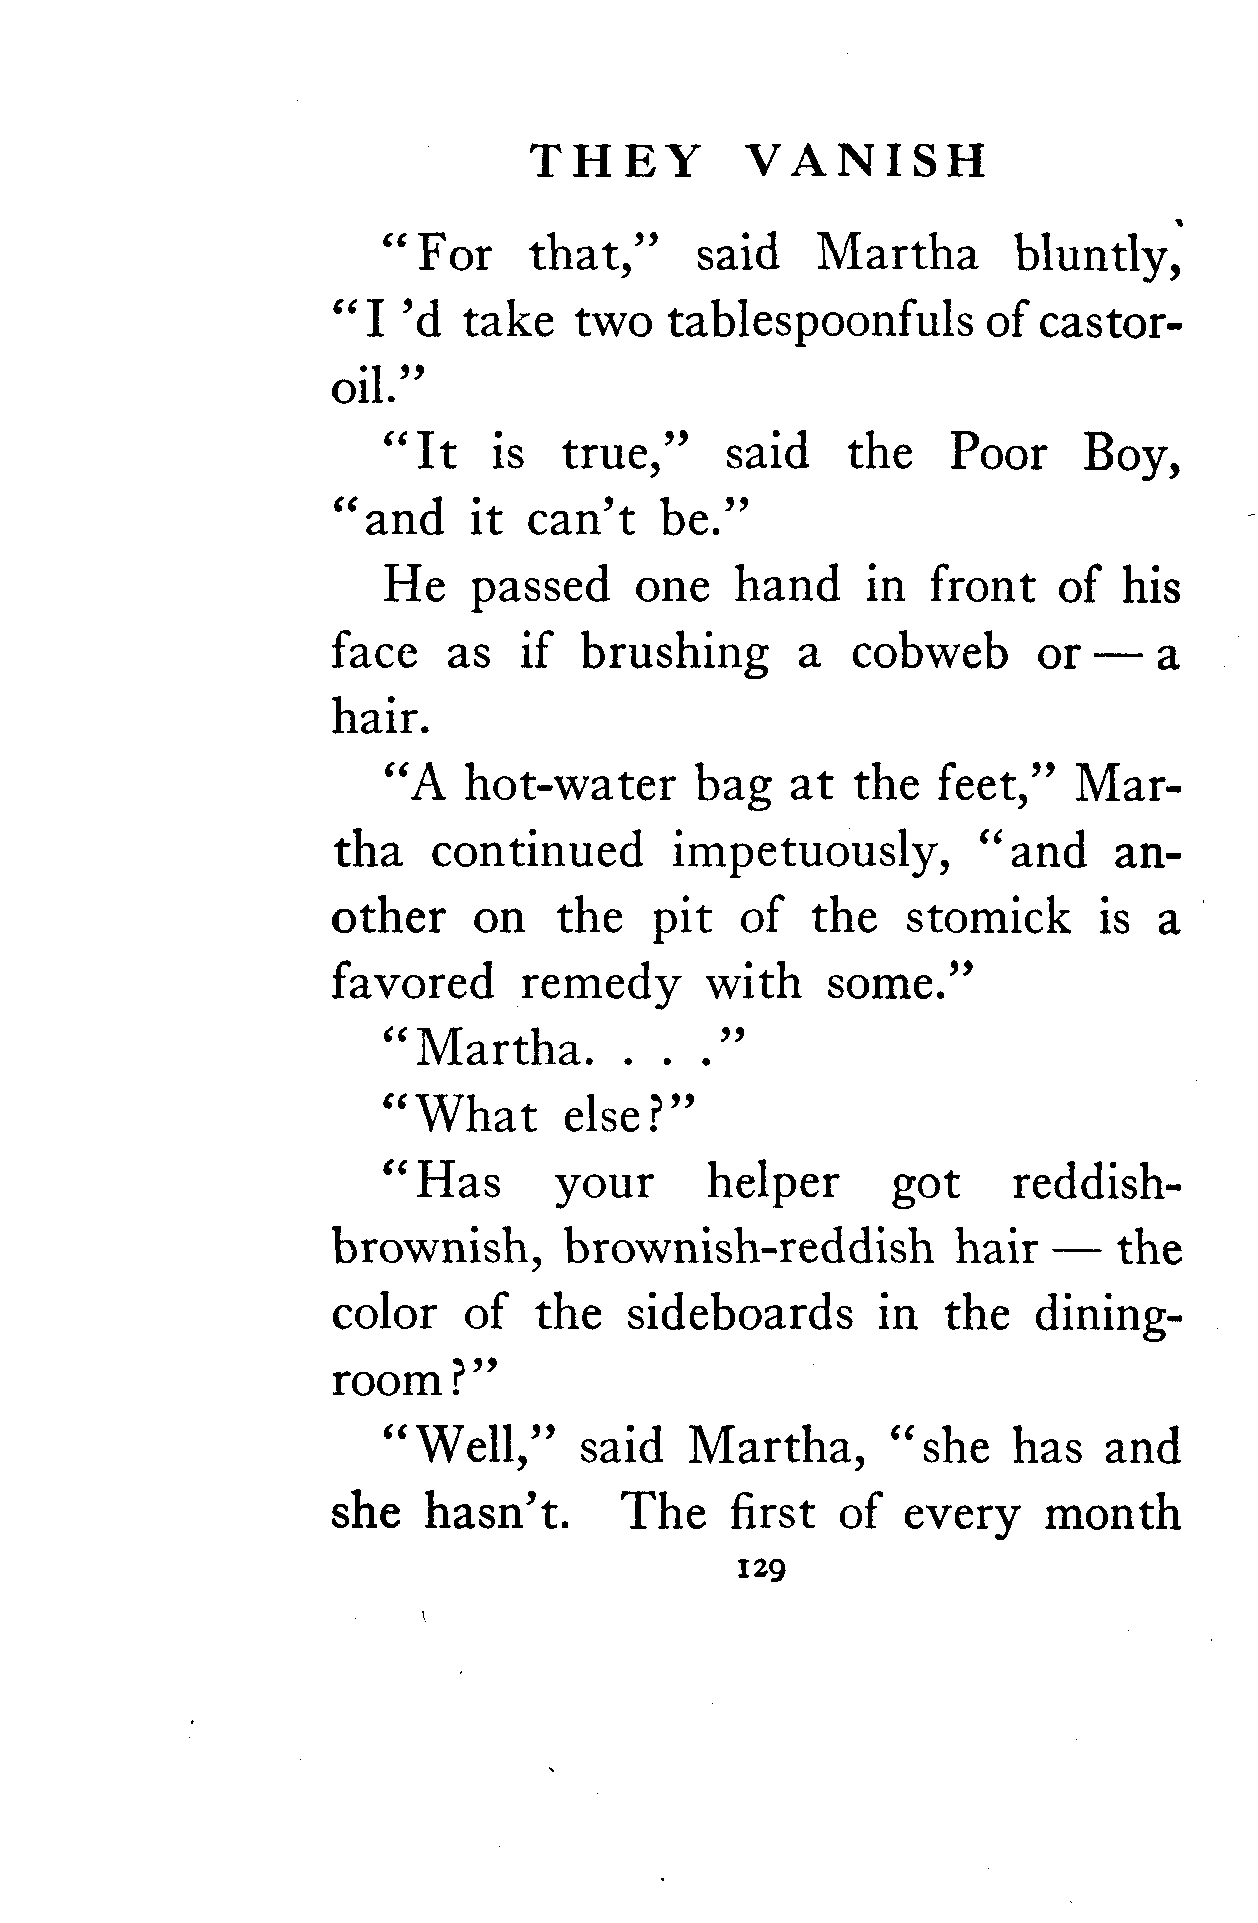 THEY VANISH
“For that,” said Martha bluntly,
“I ’d take two tablespoonfuls of castor-
oil.”
“It is true,” said the Poor Boy,
“and it can’t be.”
He passed one hand in front of his
face as if brushing a cobweb or — a
hair.
“A hot-water bag at the feet,” Mar-
tha continued impetuously, “and an-
other on the pit of the stomick is a
favored remedy with some.”
“Martha. . . .”
“What else?”
“Has your helper got reddish-
brownish, brownish-reddish hair — the
color of the sideboards in the dining-
room?”
“Well,” said Martha, “she has and
she hasn’t. The first of every month
129